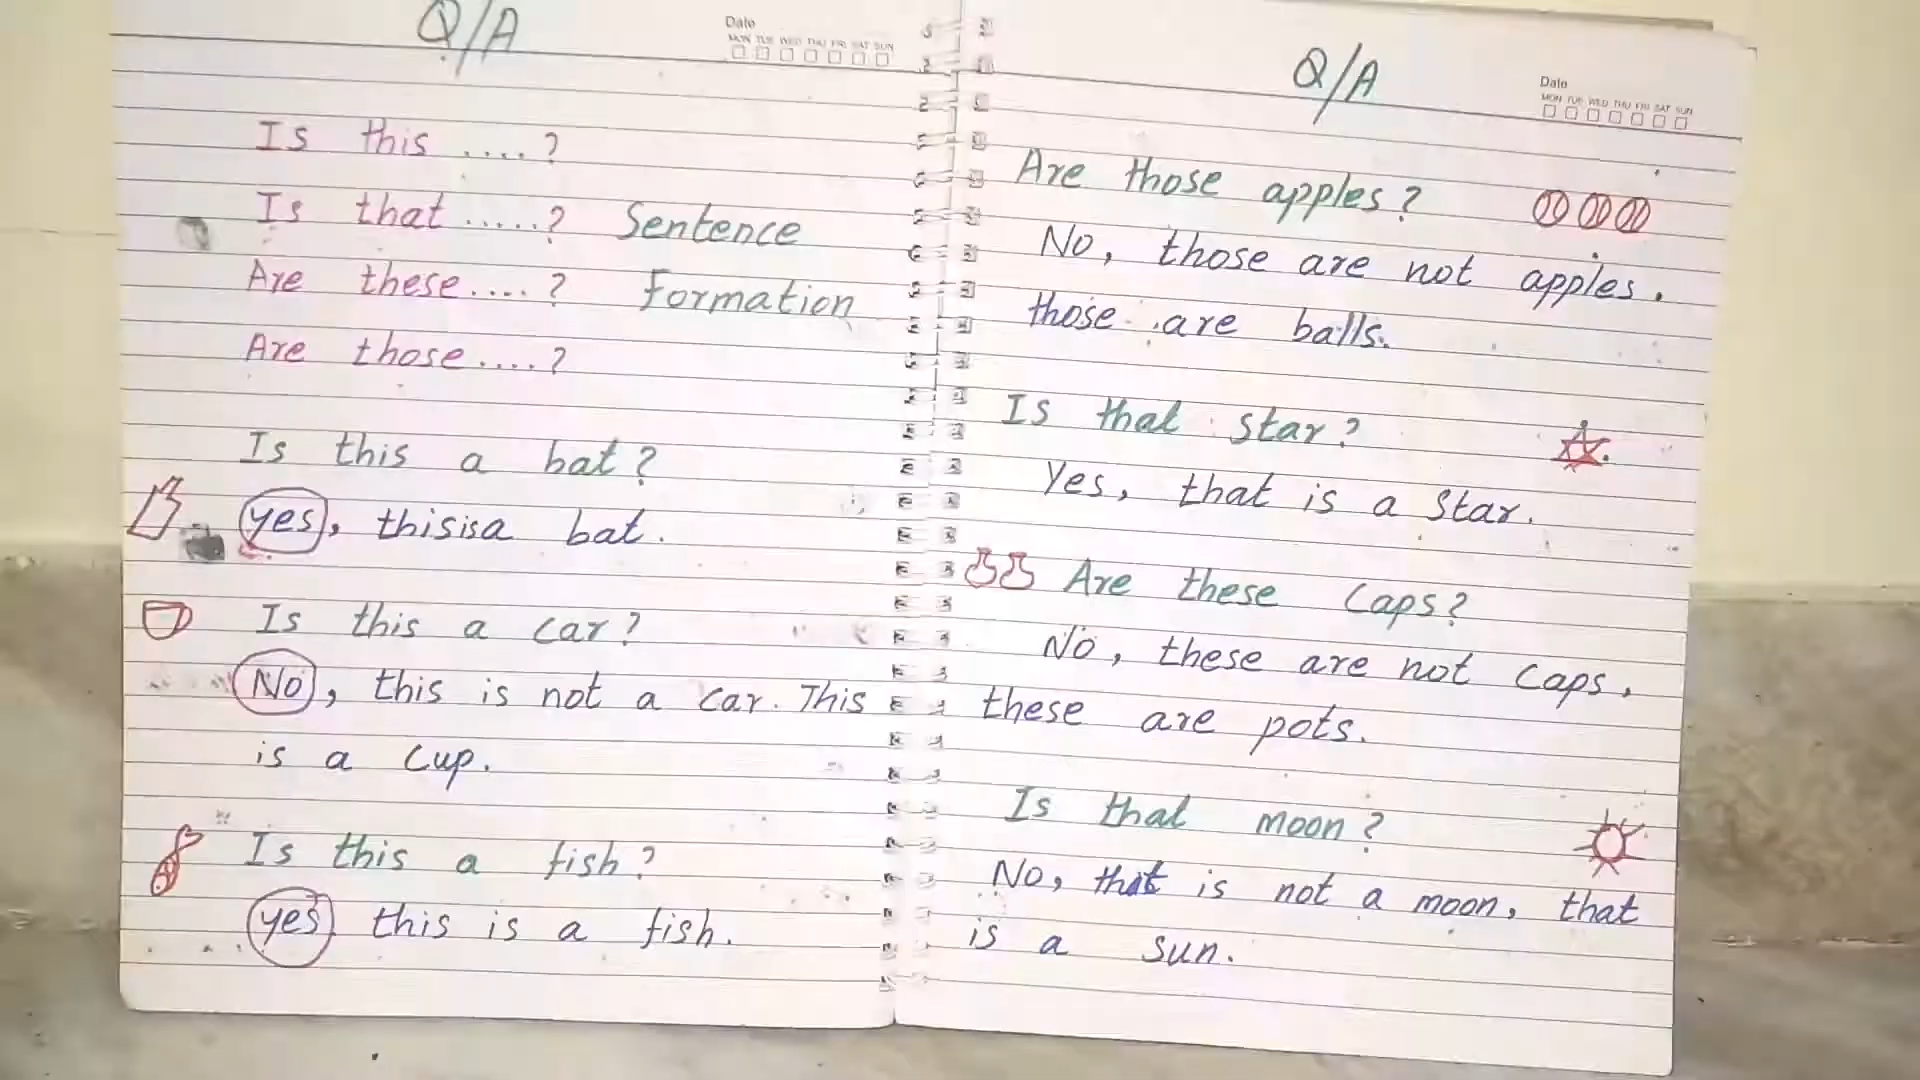 Q/A
Date
MON TUE WED THU FRI SAT SUN
Is this ....?
Is that .....? Sentence
Are these....? Formation
Are those....?
Is this a bat?
yes, thisisa bat.
Is this a car?
No, this is not a car. This
is a cup.
Is this a fish?
yes, this is a fish.
Q/A
Date
MON TUE WED THU FRI SAT SUN
Are those apples?
No, those are not apples.
those are balls.
Is that star?
Yes, that is a star.
Are these caps?
No, these are not caps,
these are pots.
Is that moon?
No, that is not a moon, that
is a sun.